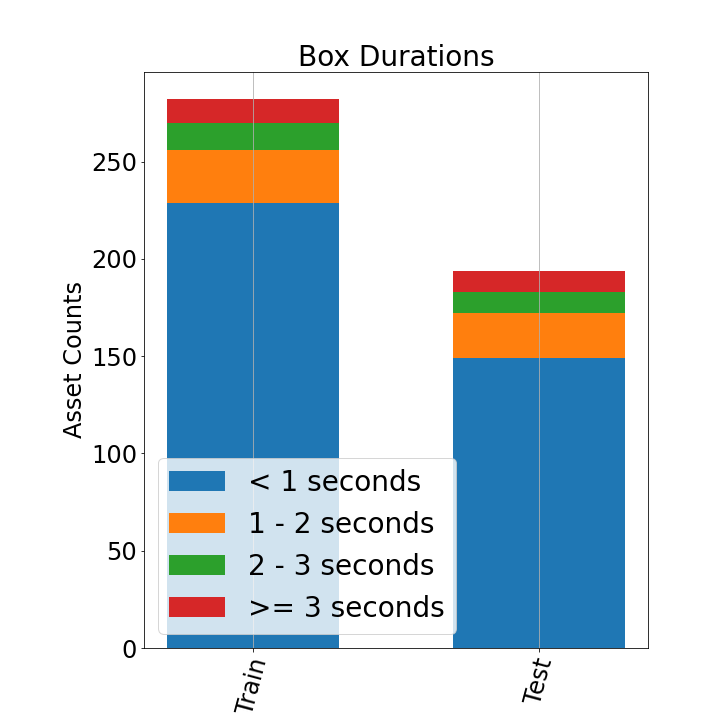 Box Durations
Asset Counts
250
200
150
100
50
0
< 1 seconds
1 - 2 seconds
2 - 3 seconds
>= 3 seconds
Train
Test